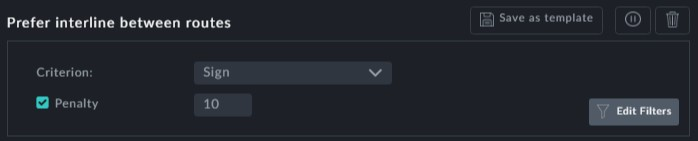 Prefer interline between routes
Save as template
Criterion:
Sign
Penalty
10
Edit Filters